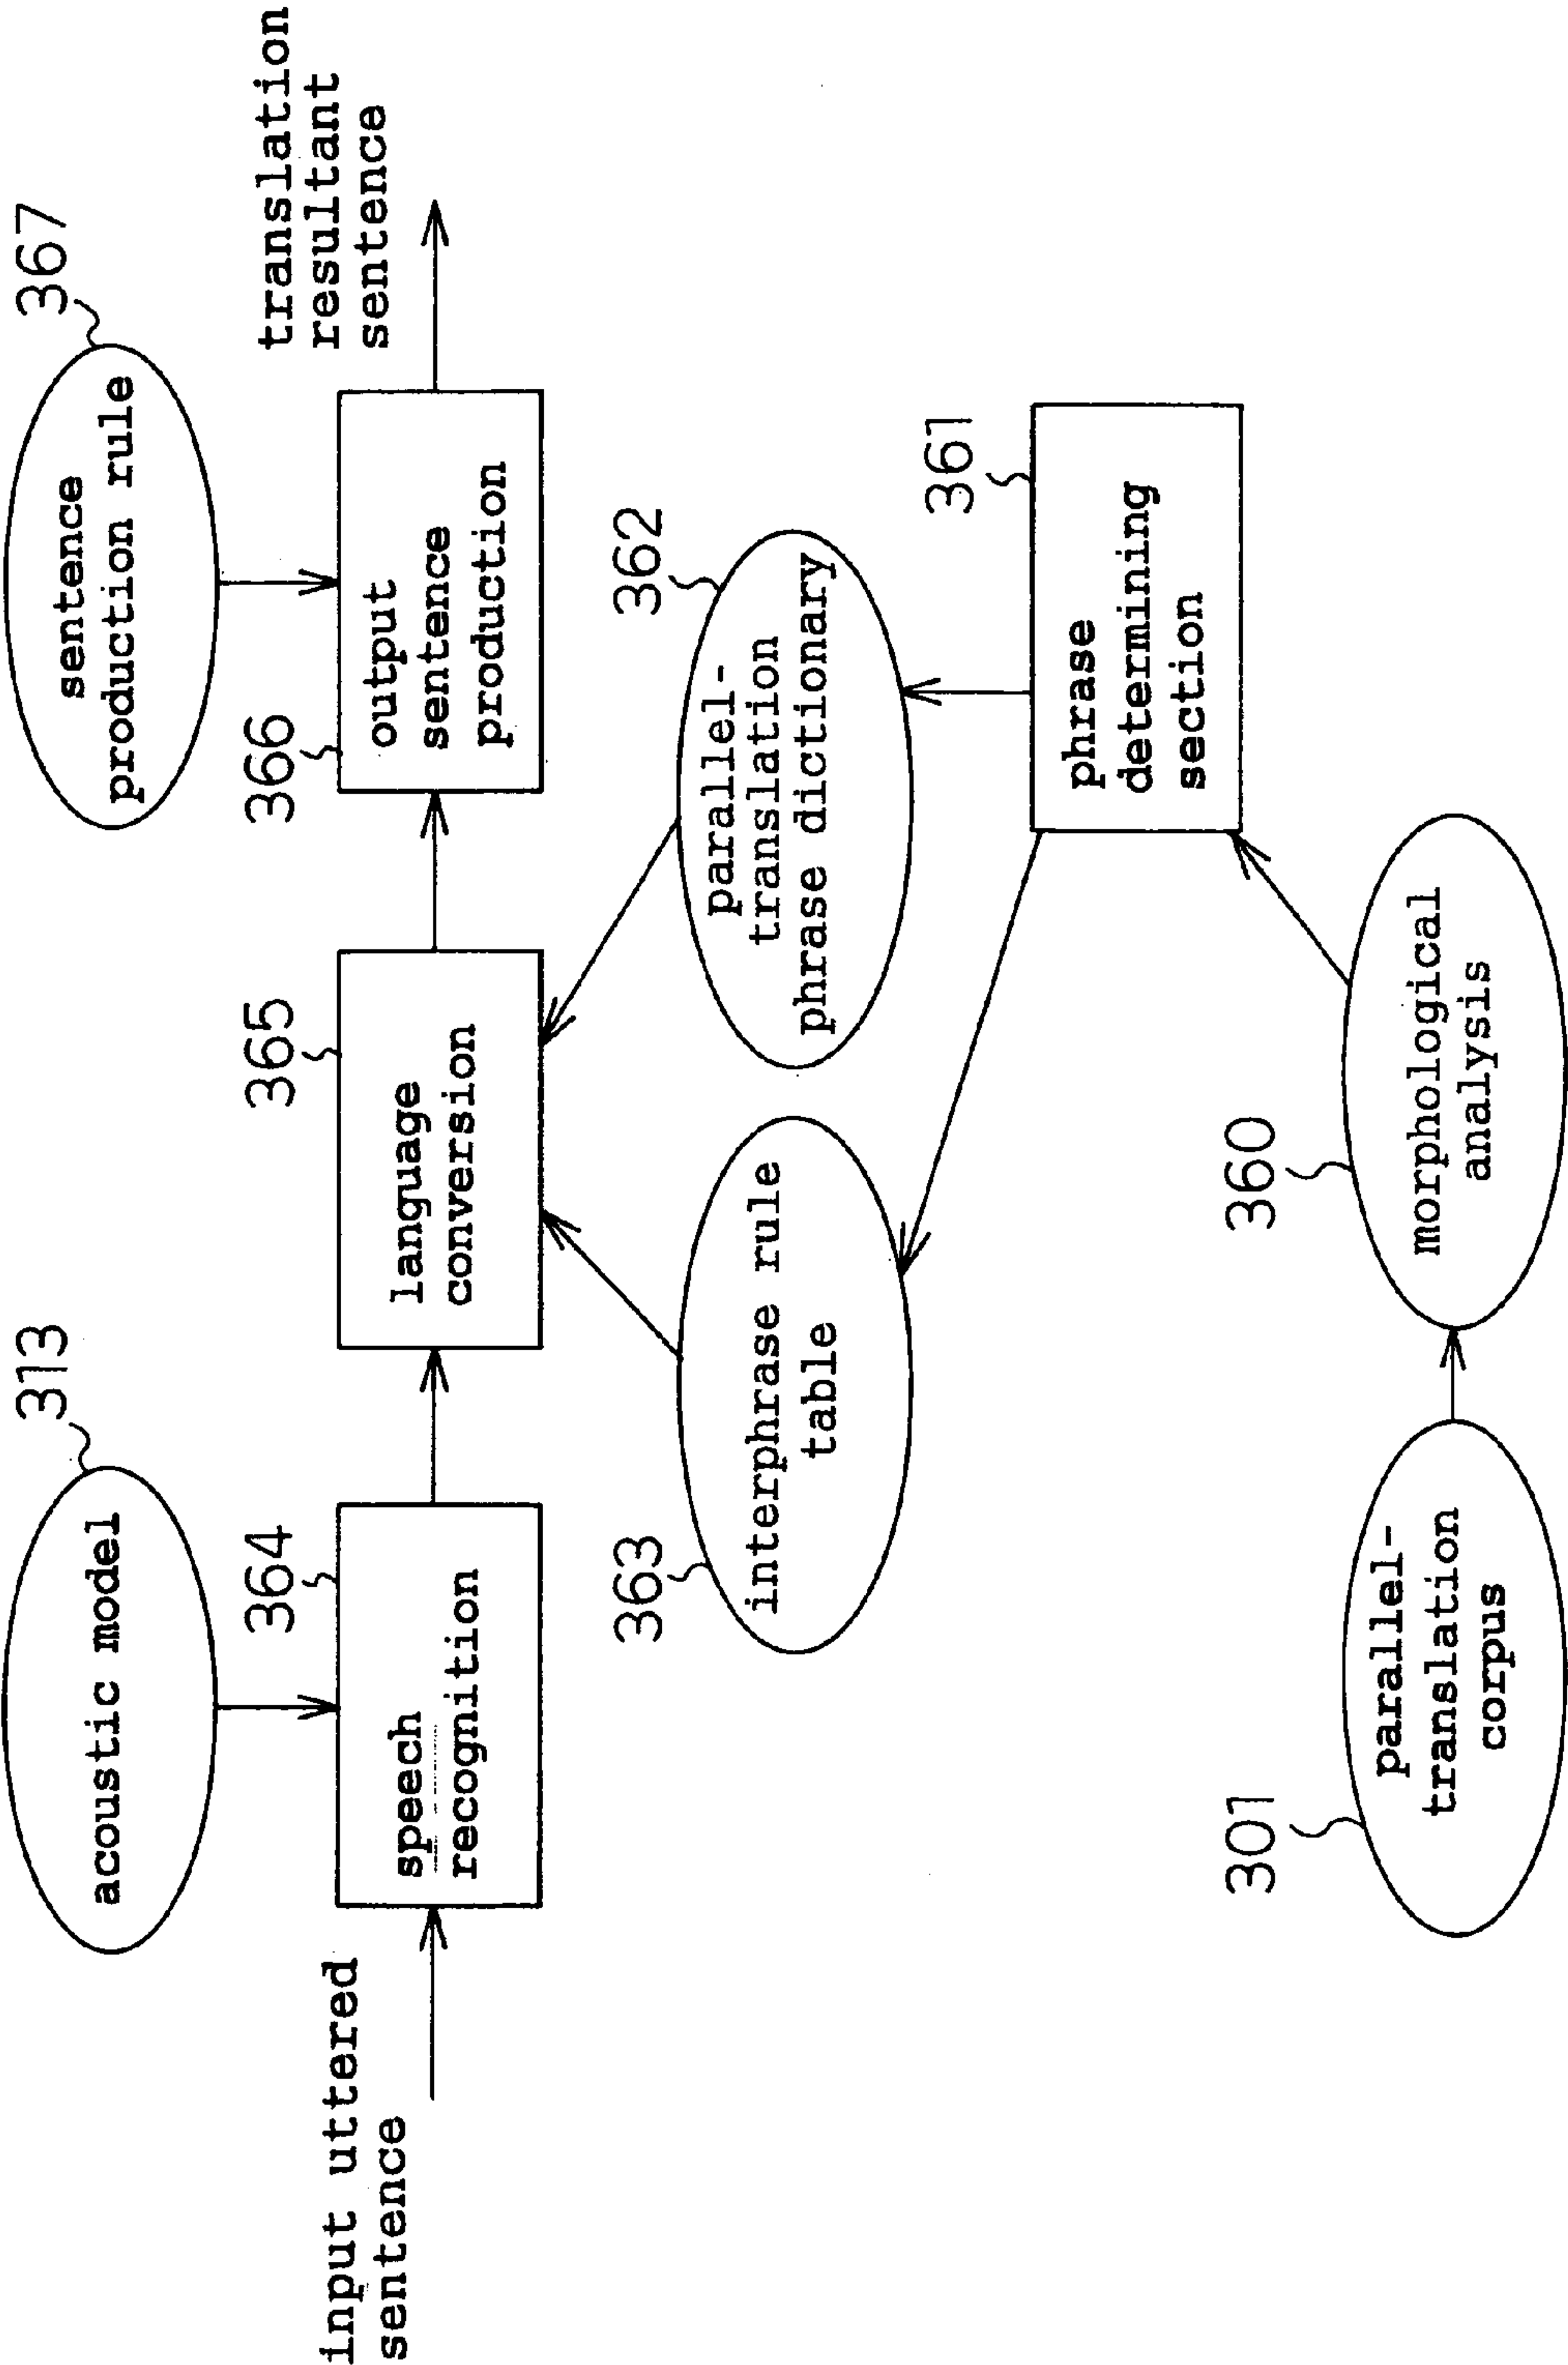 313
acoustic model
367
sentence
production rule
input uttered
sentence
364
speech
recognition
365
language
conversion
366
output
sentence
production
translation
resultant
sentence
363
interphrase rule
table
362
parallel-
translation
phrase dictionary
361
phrase
determining
section
301
parallel-
translation
corpus
360
morphological
analysis